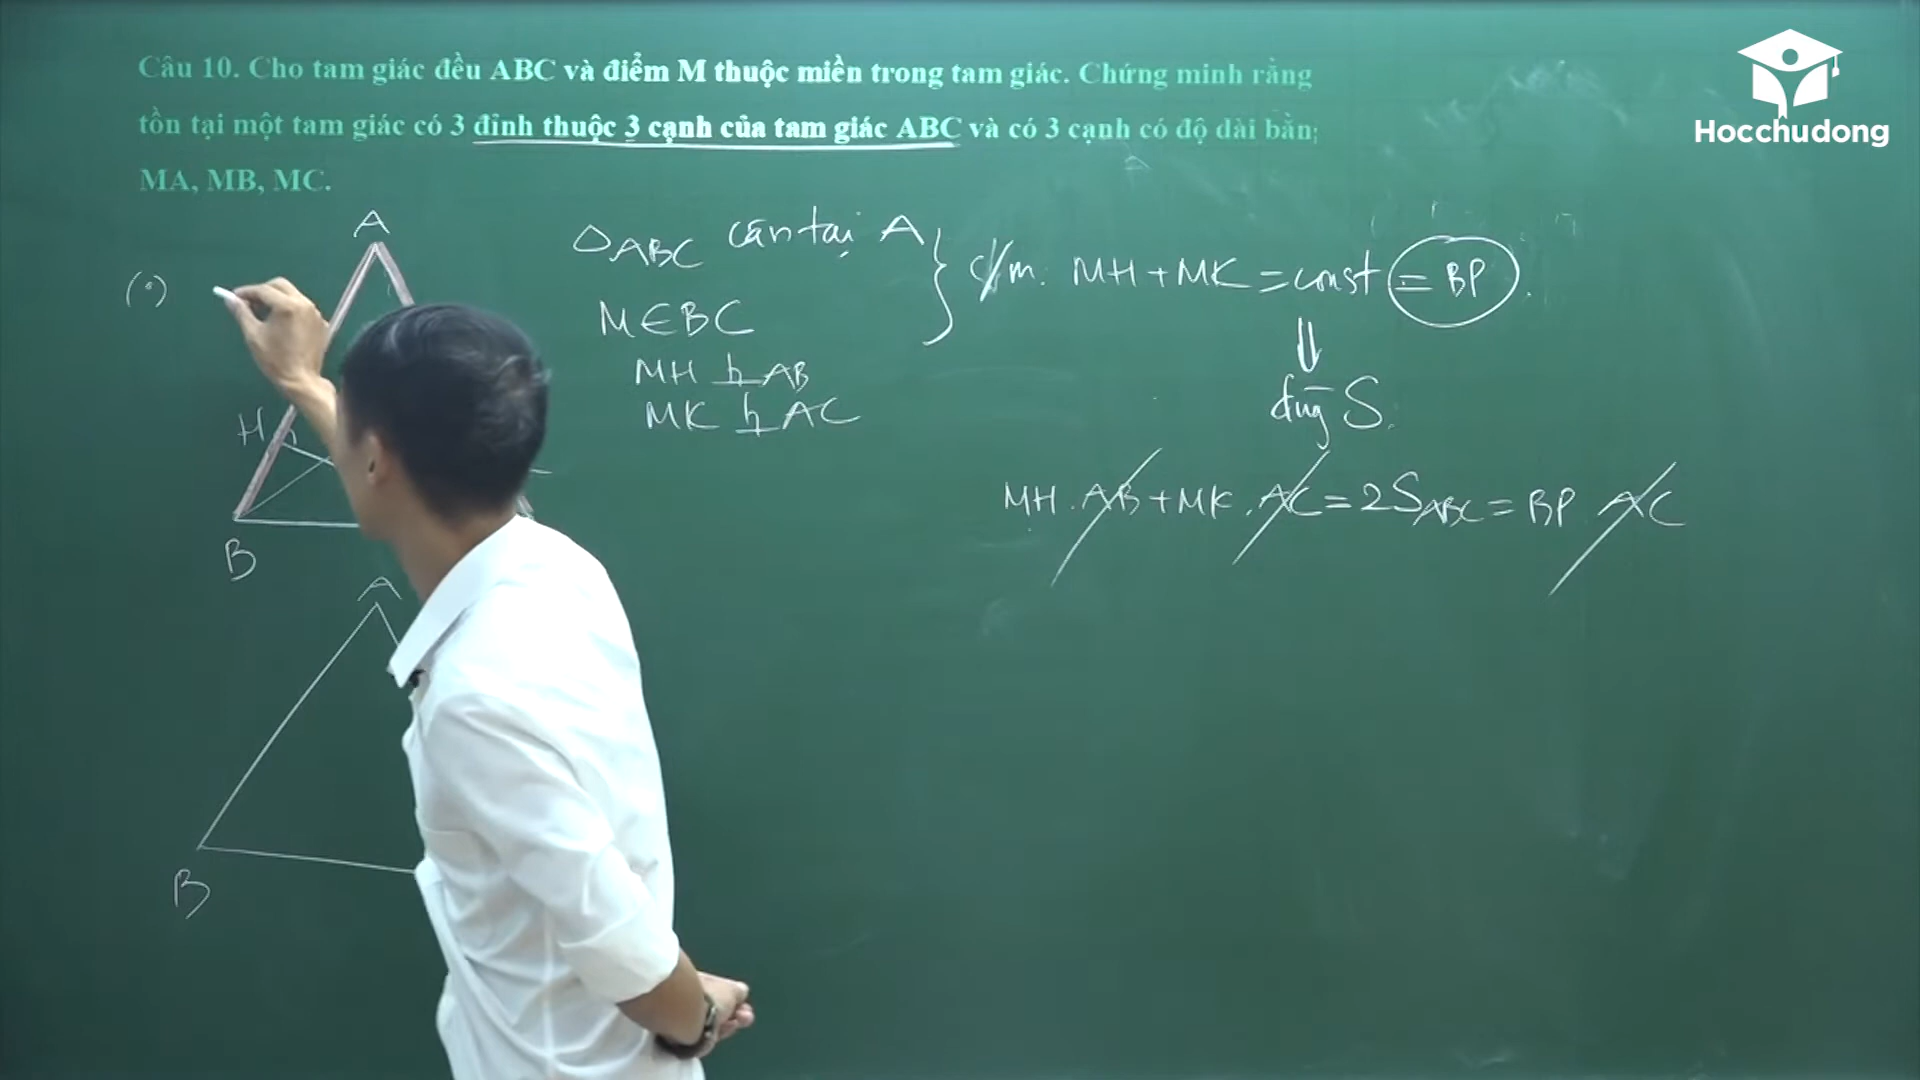 Câu 10. Cho tam giác đều ABC và điểm M thuộc miền trong tam giác. Chứng minh rằng
tồn tại một tam giác có 3 đỉnh thuộc 3 cạnh của tam giác ABC và có 3 cạnh có độ dài bằng;
MA, MB, MC.
Hocchudong
A
△ABC cân tại A
M∈BC
MH ⊥ AB
MK ⊥ AC
c/m: MH + MK = const = BP.
⇓
dùng S.
MH . AB + MK . AC = 2S_ABC = BP . AC
H
B
A
B